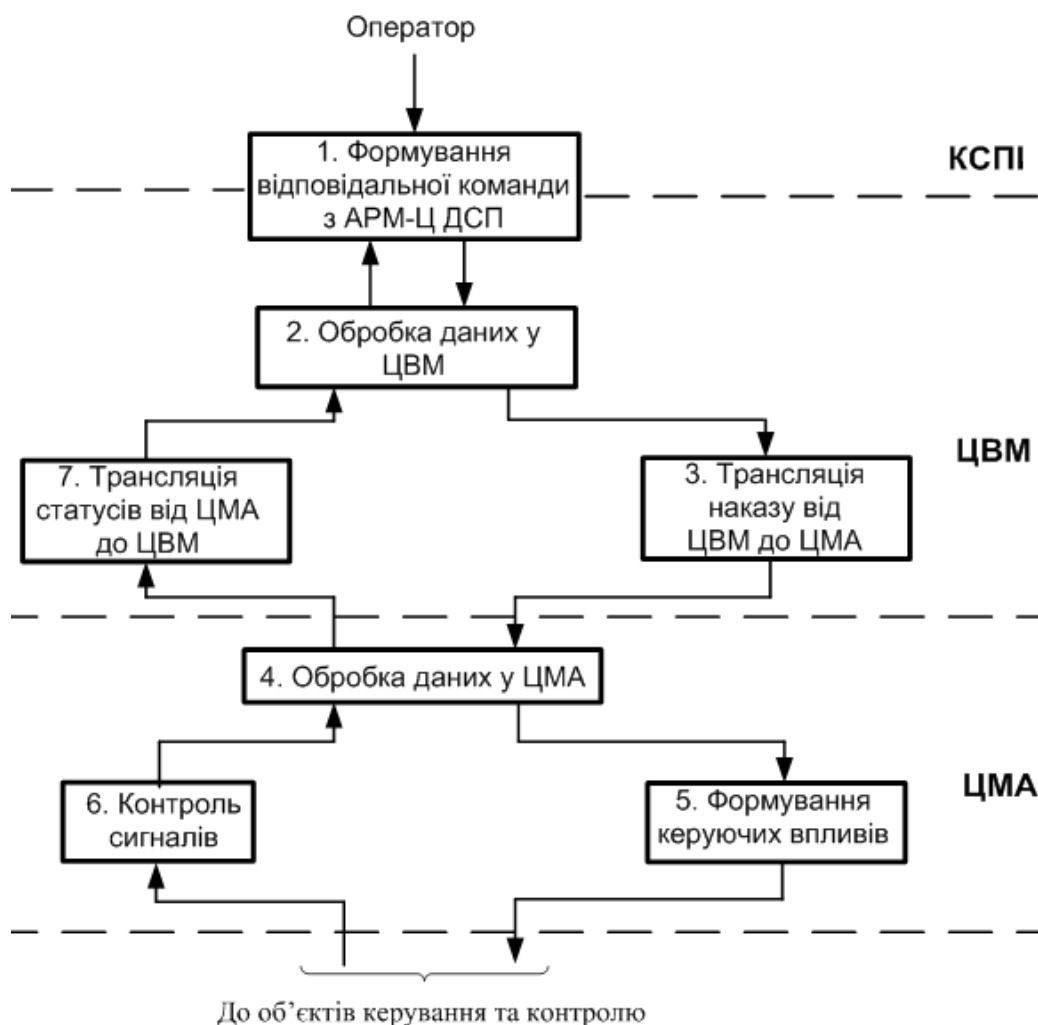 Оператор
1. Формування
відповідальної команди
з АРМ-Ц ДСП
КСПІ
2. Обробка даних у
ЦВМ
ЦВМ
7. Трансляція
статусів від ЦМА
до ЦВМ
3. Трансляція
наказу від
ЦВМ до ЦМА
4. Обробка даних у ЦМА
ЦМА
6. Контроль
сигналів
5. Формування
керуючих впливів
До об’єктів керування та контролю